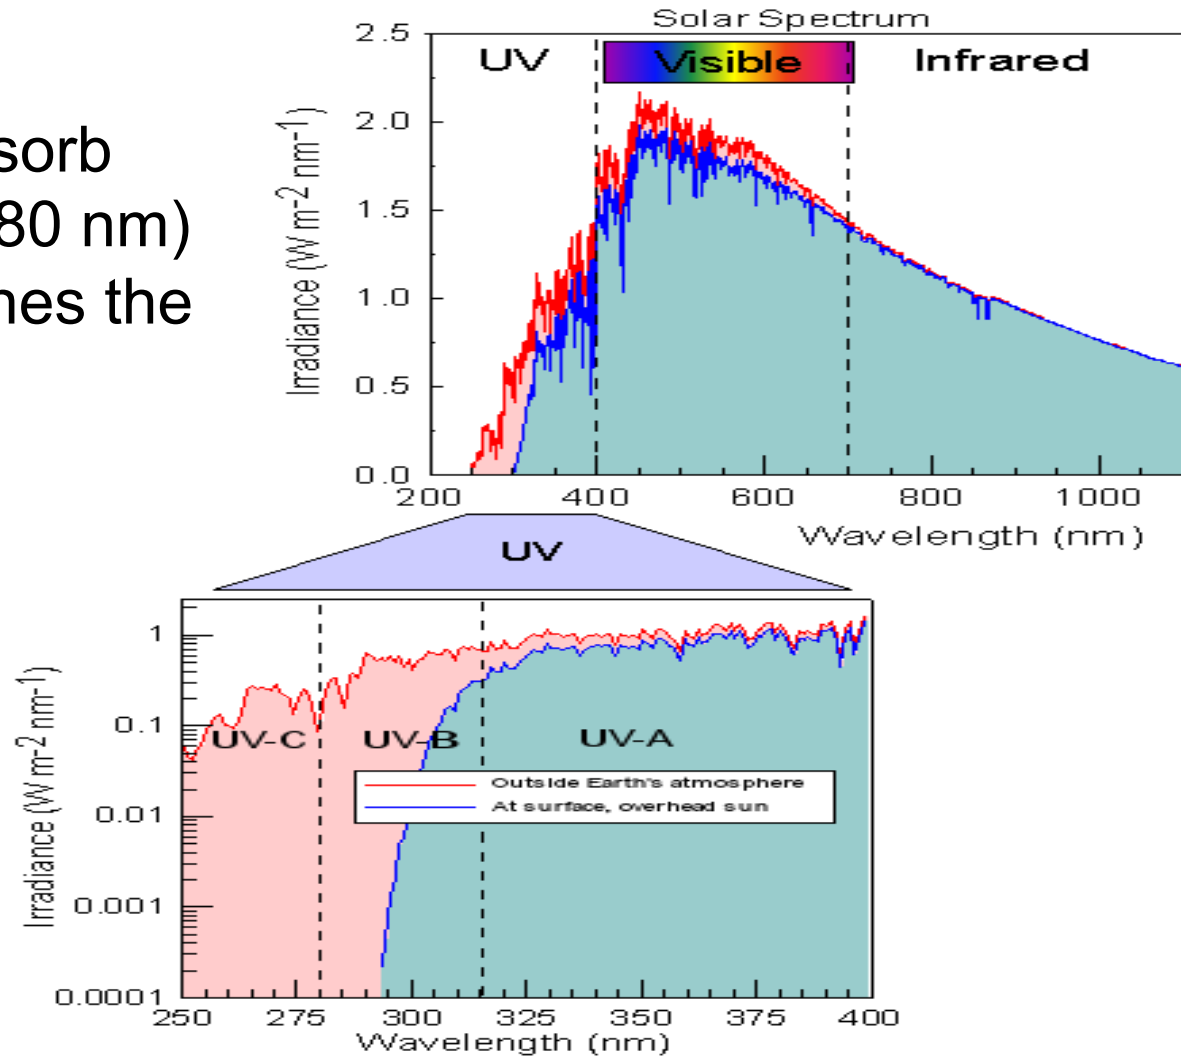 sorb
80 nm)
nes the
Solar Spectrum
UV
Visible
Infrared
Irradiance (W m-2 nm-1)
2.5
2.0
1.5
1.0
0.5
0.0
200 400 600 800 1000
Wavelength (nm)
UV
Irradiance (W m-2 nm-1)
1
0.1
0.01
0.001
0.0001
UV-C UV-B UV-A
Outside Earth's atmosphere
At surface, overhead sun
250 275 300 325 350 375 400
Wavelength (nm)